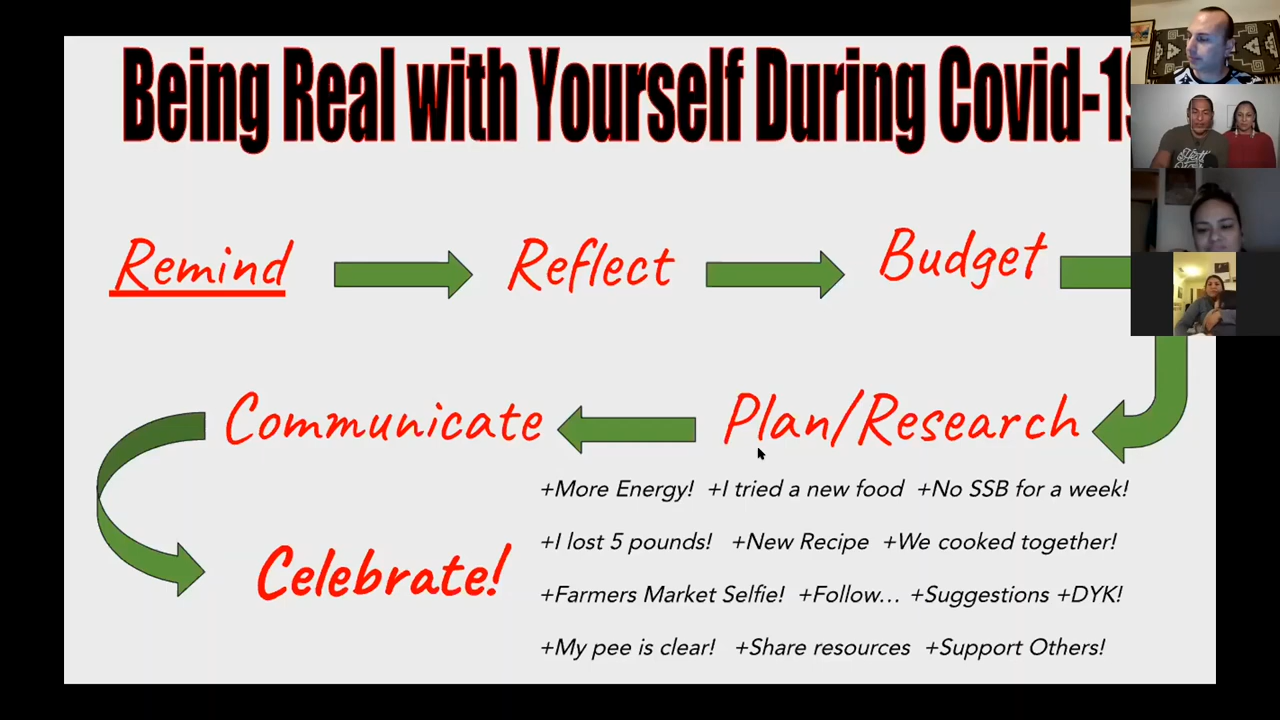 Being Real with Yourself During Covid-19
Remind
Reflect
Budget
Plan/Research
Communicate
Celebrate!
+More Energy! +I tried a new food +No SSB for a week!
+I lost 5 pounds! +New Recipe +We cooked together!
+Farmers Market Selfie! +Follow... +Suggestions +DYK!
+My pee is clear! +Share resources +Support Others!